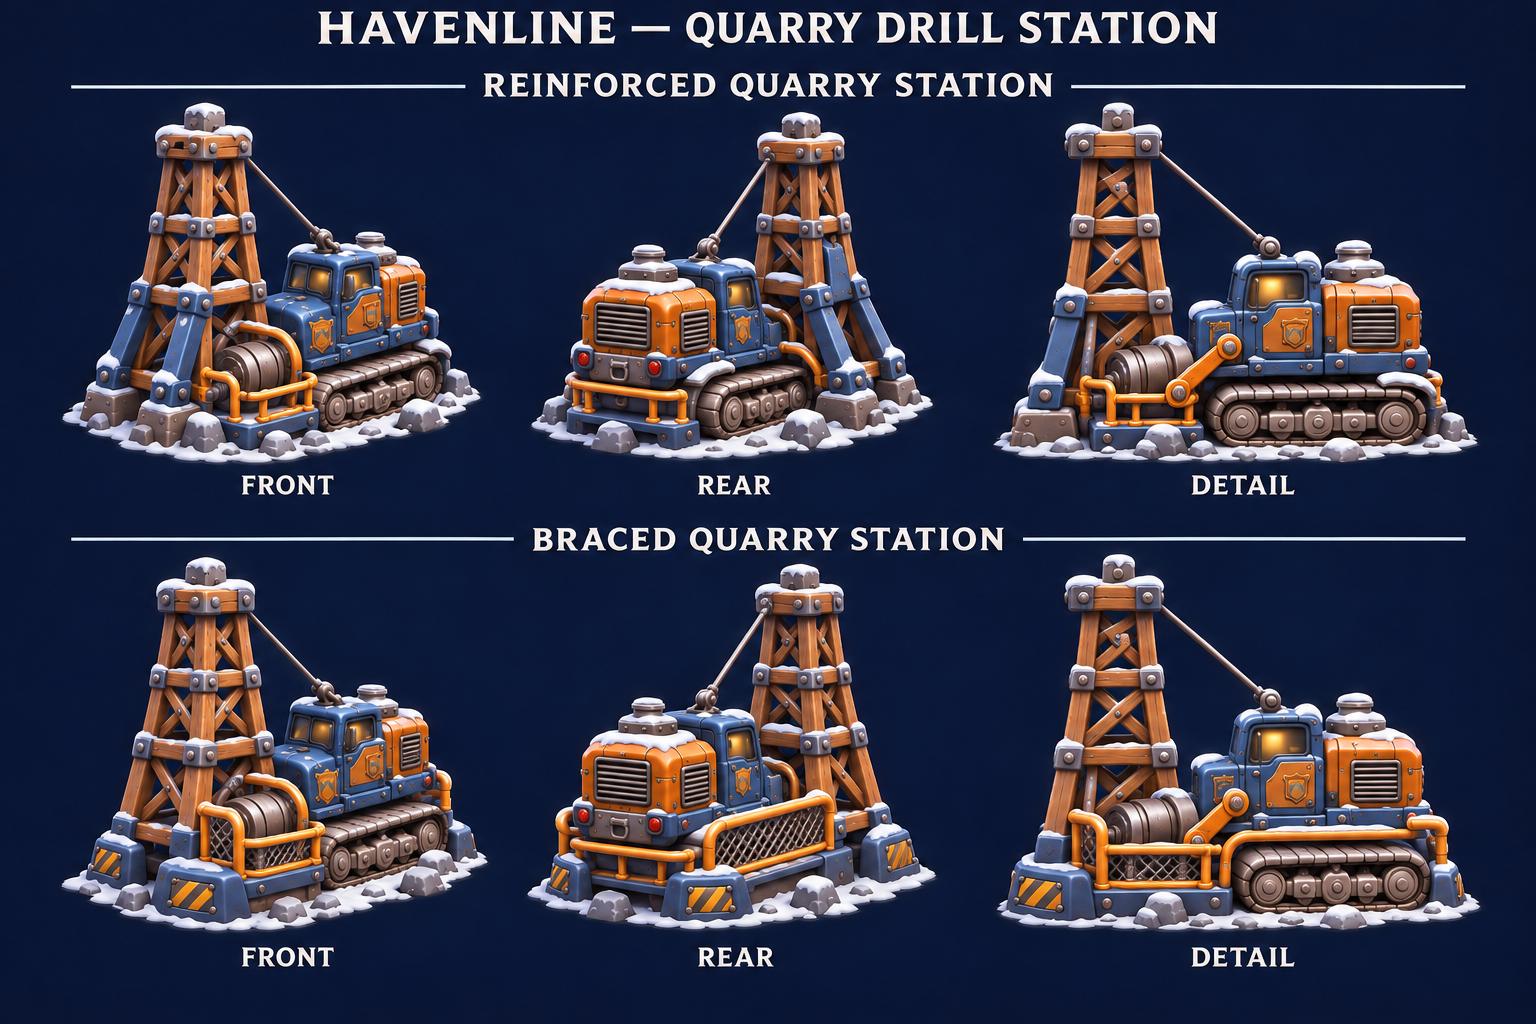 HAVENLINE — QUARRY DRILL STATION
REINFORCED QUARRY STATION
FRONT
REAR
DETAIL
BRACED QUARRY STATION
FRONT
REAR
DETAIL